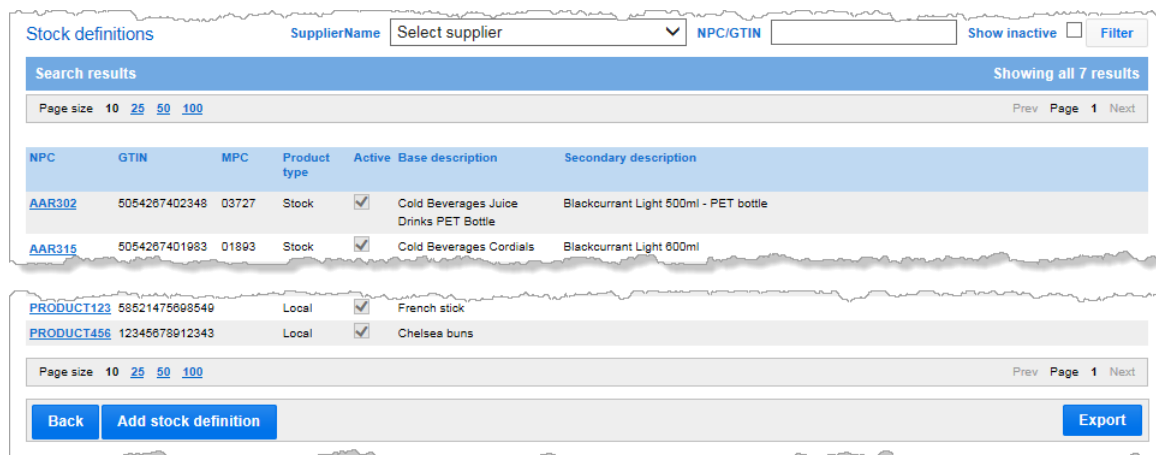 Stock definitions SupplierName Select supplier NPC/GTIN Show inactive Filter
Search results Showing all 7 results
Page size 10 25 50 100 Prev Page 1 Next
NPC GTIN MPC Product type Active Base description Secondary description
AAR302 5054267402348 03727 Stock Cold Beverages Juice Blackcurrant Light 500ml - PET bottle
Drinks PET Bottle
AAR315 5054267401983 01893 Stock Cold Beverages Cordials Blackcurrant Light 600ml
PRODUCT123 58521475698549 Local French stick
PRODUCT456 12345678912343 Local Chelsea buns
Page size 10 25 50 100 Prev Page 1 Next
Back Add stock definition Export